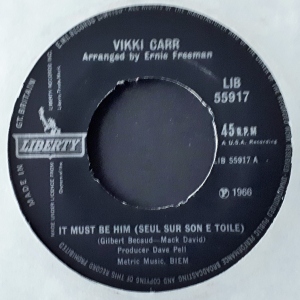 VIKKI CARR
Arranged by Ernie Freeman
LIB
55917
45 R.P.M
A U.S.A. Recording
LIB 55917 A
℗ 1966
LIBERTY
MADE IN GT. BRITAIN
IT MUST BE HIM (SEUL SUR SON E TOILE)
(Gilbert Becaud—Mack David)
Producer Dave Pell
Metric Music, BIEM